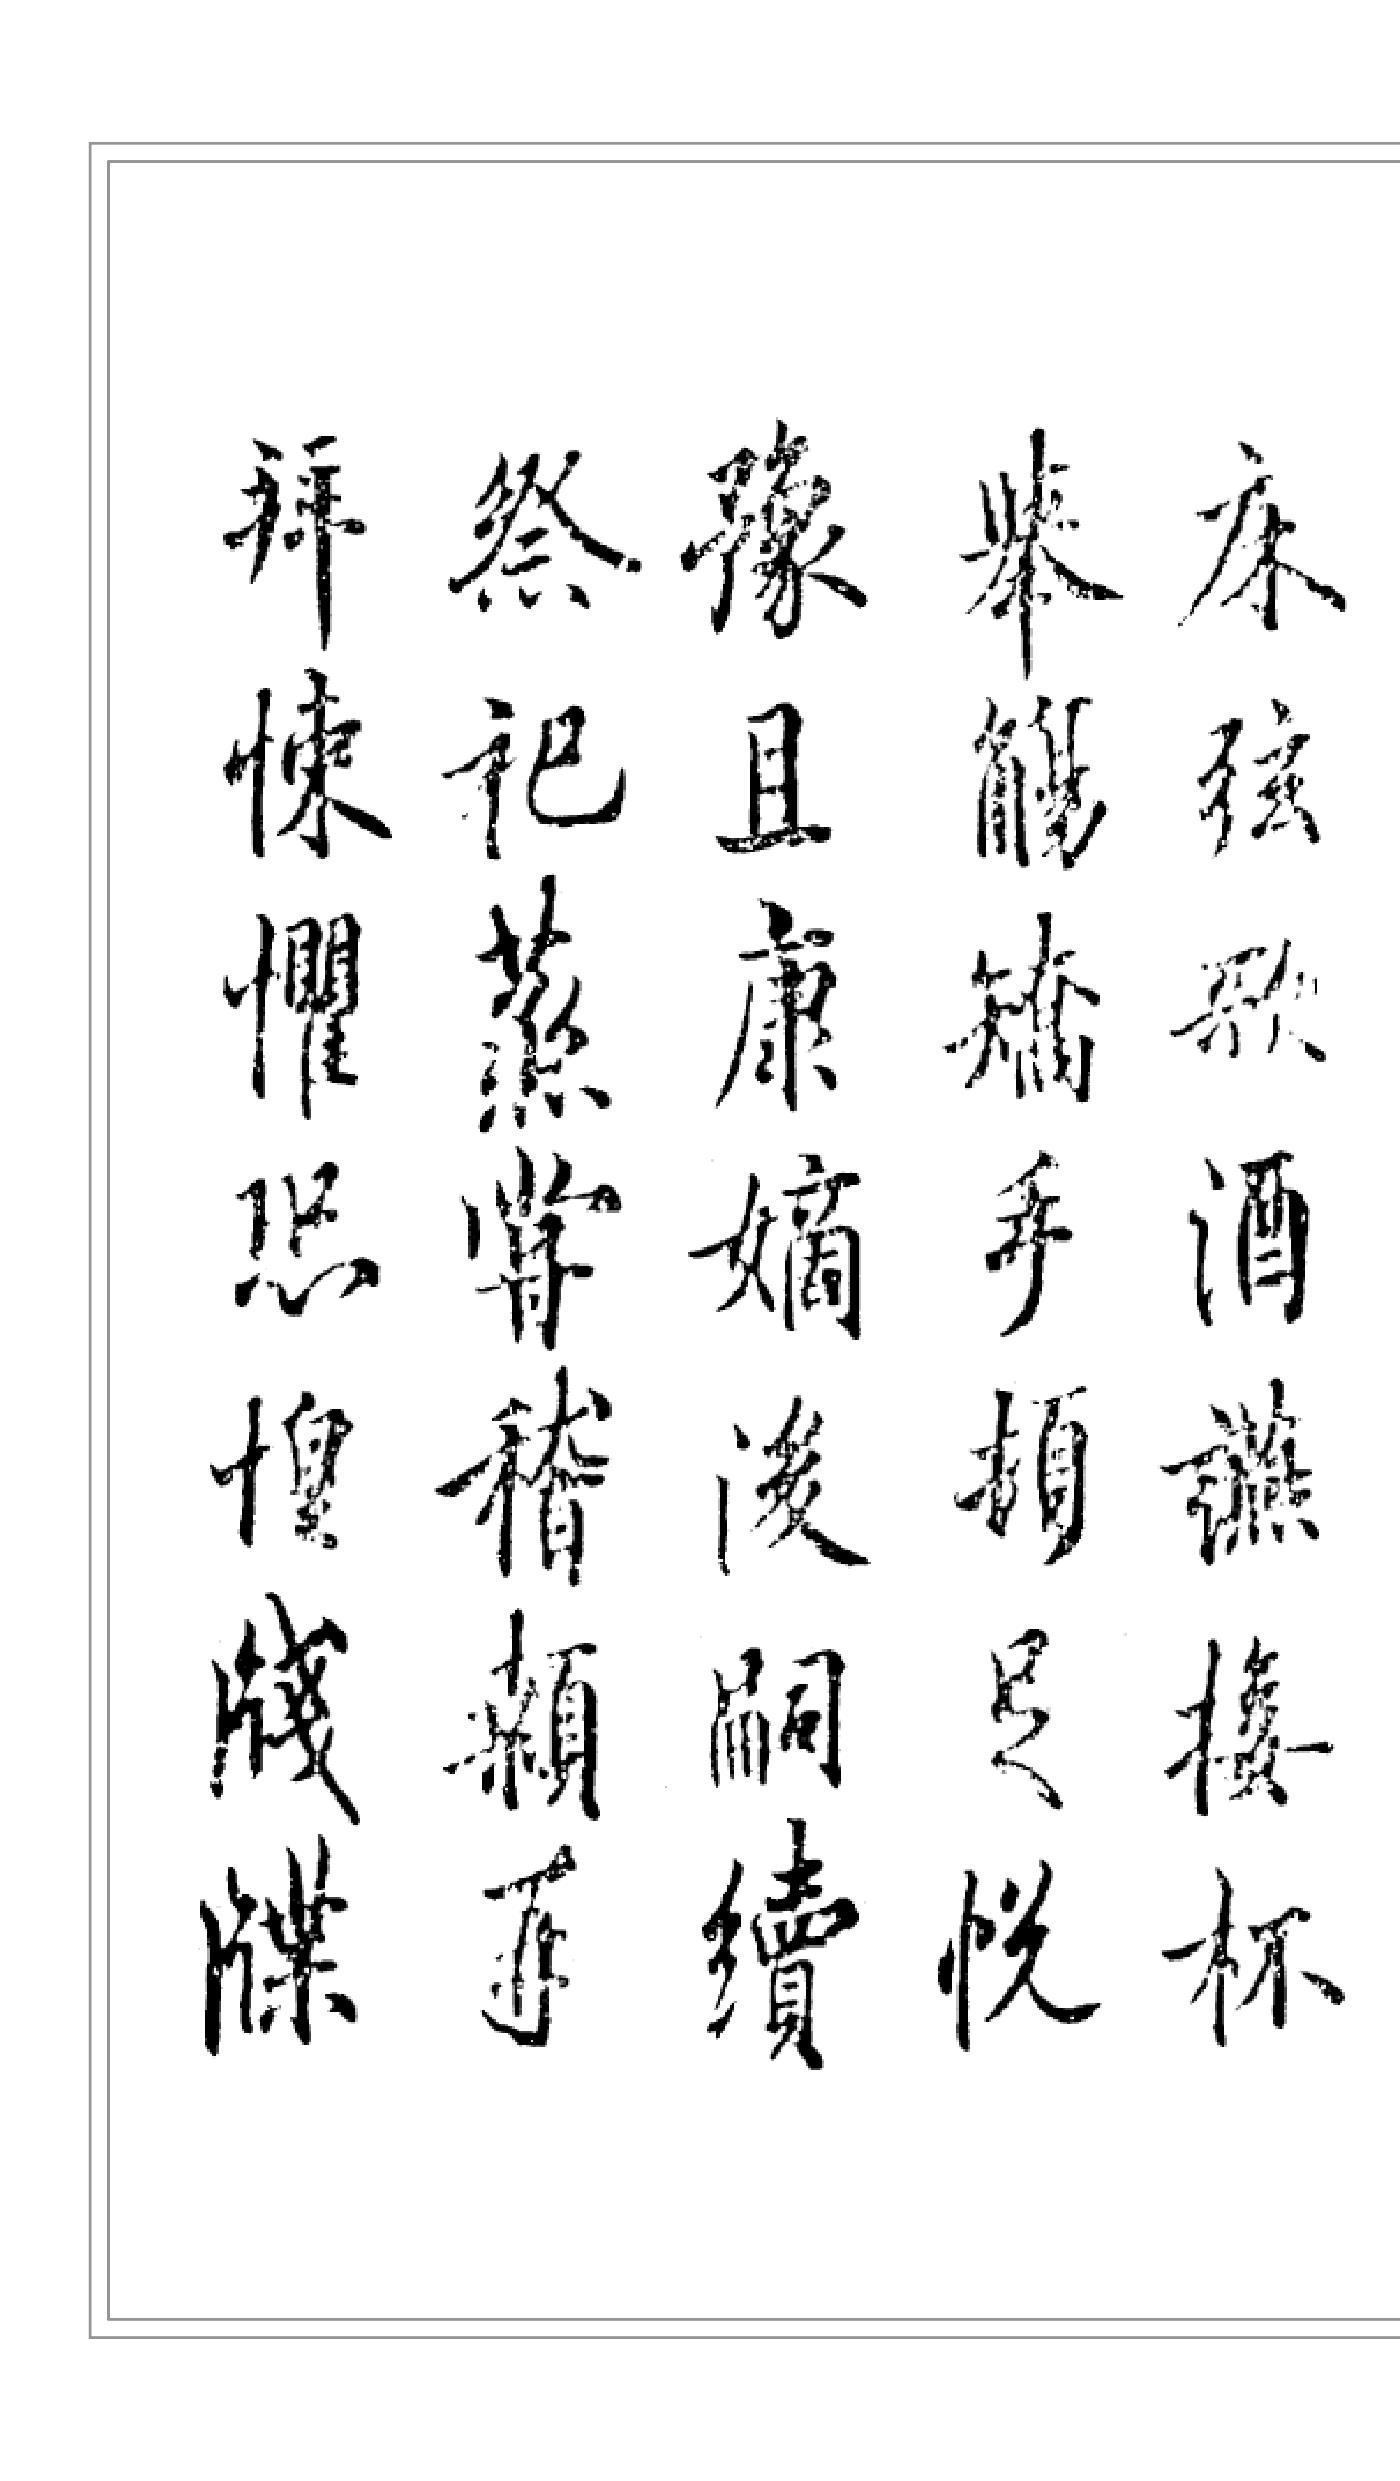 床弦歌酒讌接杯
舉觴矯手頓足悅
豫且康嫡後嗣續
祭祀蒸嘗稽顙再
拜悚懼恐惶牋牒